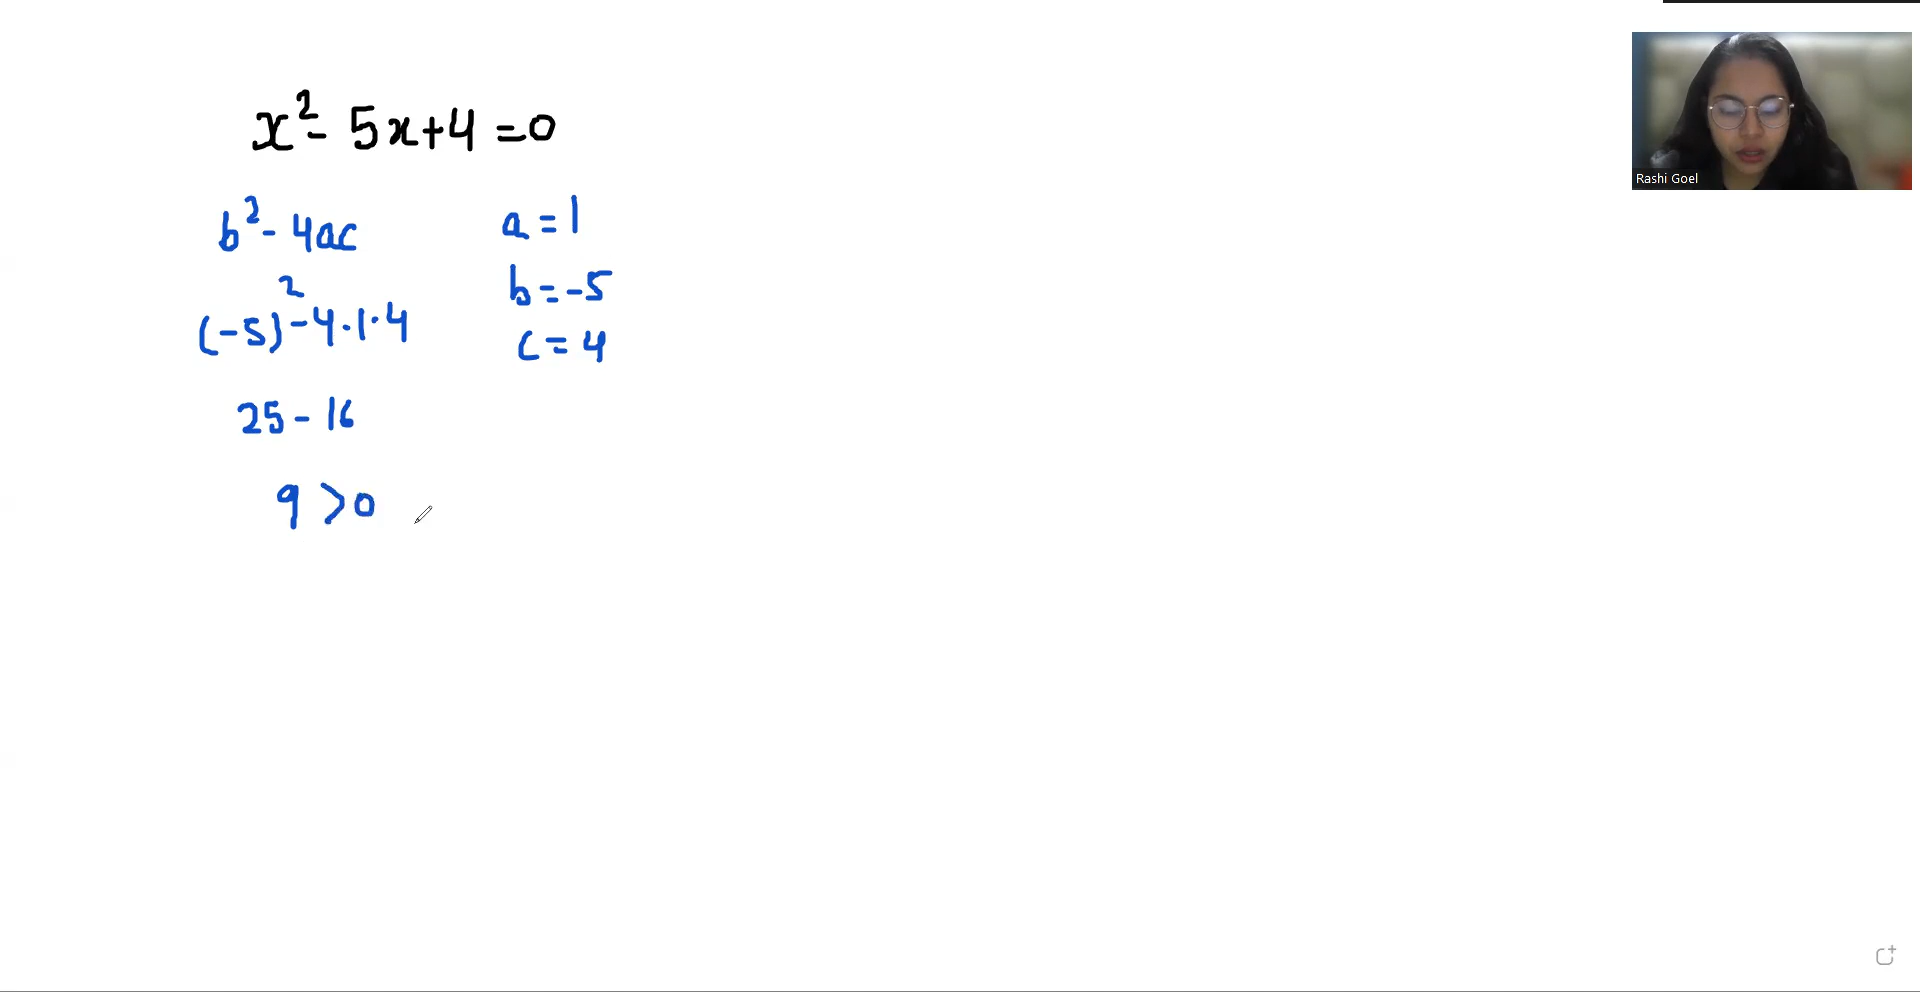 x² - 5x + 4 = 0
b² - 4ac
a = 1
(-5)² - 4 · 1 · 4
b = -5
c = 4
25 - 16
9 > 0
Rashi Goel